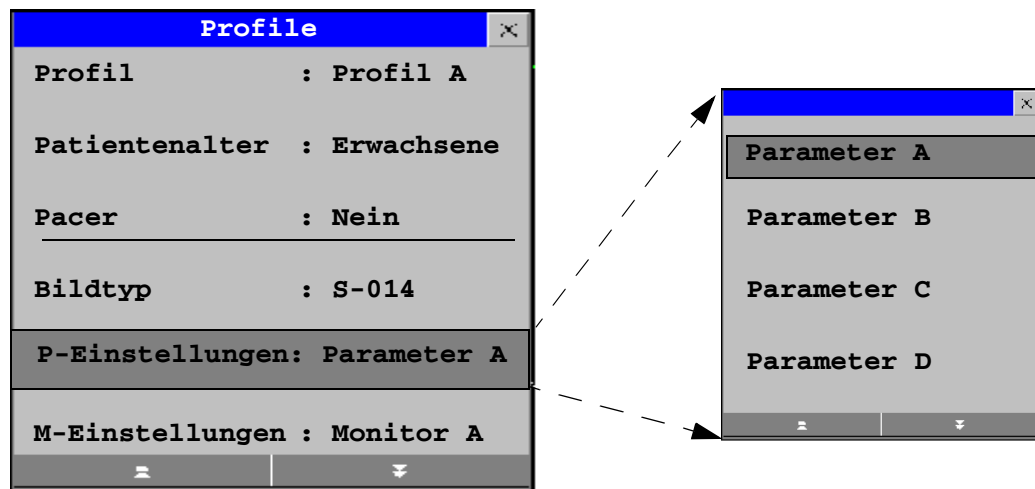 Profile
Profil : Profil A
Patientenalter : Erwachsene
Pacer : Nein
Bildtyp : S-014
P-Einstellungen: Parameter A
M-Einstellungen : Monitor A
Parameter A
Parameter B
Parameter C
Parameter D